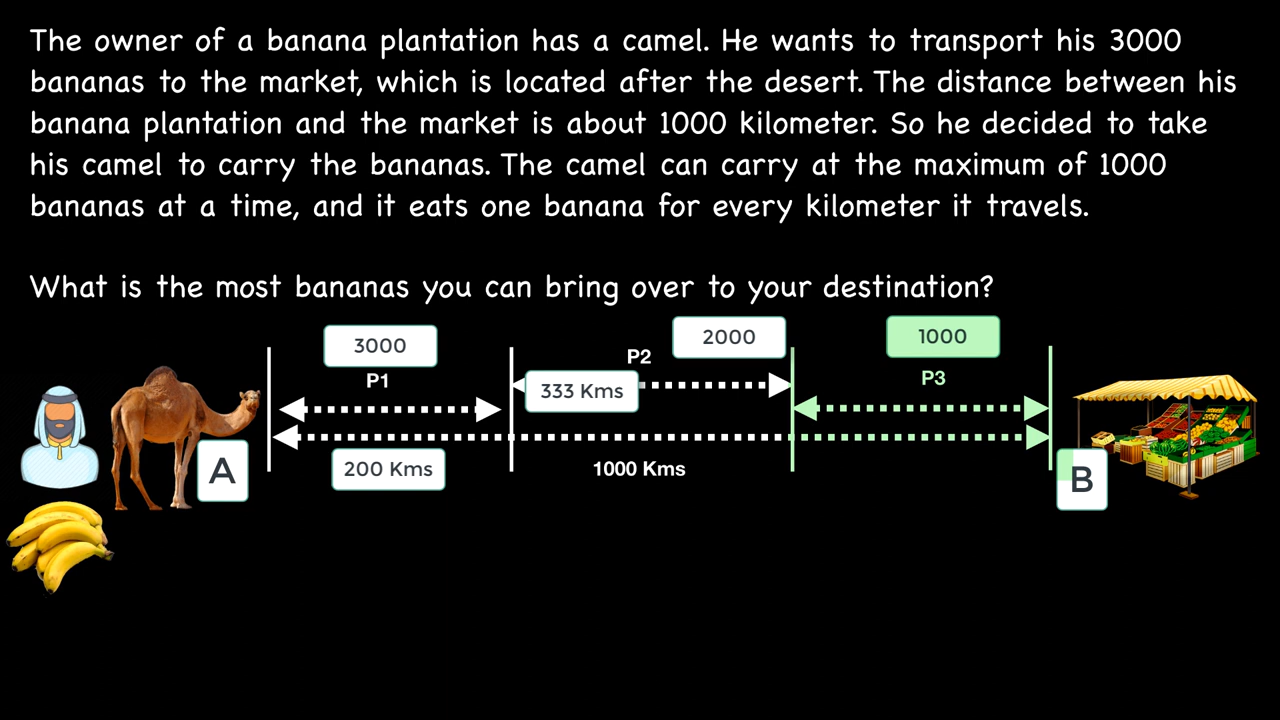 The owner of a banana plantation has a camel. He wants to transport his 3000
bananas to the market, which is located after the desert. The distance between his
banana plantation and the market is about 1000 kilometer. So he decided to take
his camel to carry the bananas. The camel can carry at the maximum of 1000
bananas at a time, and it eats one banana for every kilometer it travels.
What is the most bananas you can bring over to your destination?
3000
2000
1000
P1
P2
P3
333 Kms
A
200 Kms
1000 Kms
B